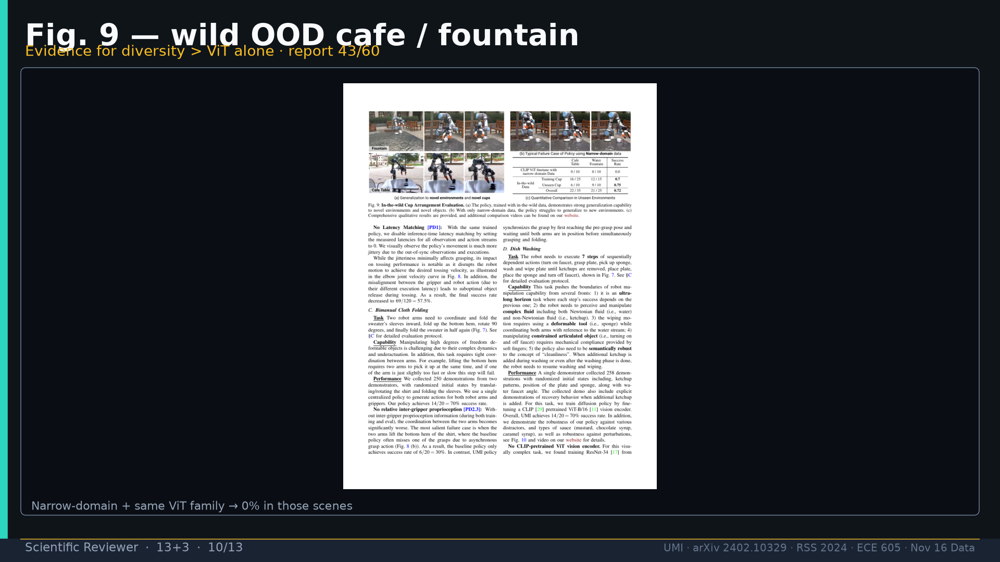 Fig. 9 — wild OOD cafe / fountain
Evidence for diversity > ViT alone · report 43/60
Fountain
Cafe Table
(a) Generalization to novel environments and novel cups
(b) Typical Failure Case of Policy using Narrow-domain data
Cafe Table Water Fountain Success Rate
CLIP ViT finetune with narrow-domain Data 0 / 10 0 / 10 0.0
In-the-wild Data
Training Cup 16 / 25 12 / 15 0.7
Unseen Cup 6 / 10 9 / 10 0.75
Overall 22 / 35 21 / 25 0.72
(c) Quantitative Comparison in Unseen Environments
Fig. 9: In-the-wild Cup Arrangement Evaluation. (a) The policy, trained with in-the-wild data, demonstrates strong generalization capability
to novel environments and novel objects. (b) With only narrow-domain data, the policy struggles to generalize to new environments. (c)
Comprehensive qualitative results are provided, and additional comparison videos can be found on our website.
No Latency Matching [PD1]: With the same trained
policy, we disable inference-time latency matching by setting
the measured latencies for all observation and action streams
to 0. We visually observe the policy's movement is much more
jittery due to the out-of-sync observations and executions.
While the jitteriness minimally affects grasping, its impact
on tossing performance is notable as it disrupts the robot
motion to achieve the desired tossing velocity, as illustrated
in the elbow joint velocity curve in Fig. 8. In addition, the
misalignment between the gripper and robot action (due to
their different execution latency) leads to suboptimal object
release during tossing. As a result, the final success rate
decreased to 69/120 = 57.5%.
C. Bimanual Cloth Folding
Task Two robot arms need to coordinate and fold the
sweater's sleeves inward, fold up the bottom hem, rotate 90
degrees, and finally fold the sweater in half again (Fig. 7). See
§C for detailed evaluation protocol.
Capability Manipulating high degrees of freedom de-
formable objects is challenging due to their complex dynamics
and underactuation. In addition, this task requires tight coor-
dination between arms. For example, lifting the bottom hem
requires two arms to pick it up at the same time, and if one
of the arm is just slightly too fast or slow this step will fail.
Performance We collected 250 demonstrations from two
demonstrators, with randomized initial states by translat-
ing/rotating the shirt and folding the sleeves. We use a single
centralized policy to generate actions for both robot arms and
grippers. Our policy achieves 14/20 = 70% success rate.
No relative inter-gripper proprioception [PD2.3]: With-
out inter-gripper proprioception information (during both train-
ing and eval), the coordination between the two arms becomes
significantly worse. The most salient failure case is when the
two arms lift the bottom hem of the shirt, where the baseline
policy often misses one of the grasps due to asynchronous
grasp action (Fig. 8 (b)). As a result, the baseline policy only
achieves success rate of 6/20 = 30%. In contrast, UMI policy
synchronizes the grasp by first reaching the pre-grasp pose and
waiting until both arms are in position before simultaneously
grasping and folding.
D. Dish Washing
Task The robot needs to execute 7 steps of sequentially
dependent actions (turn on faucet, grasp plate, pick up sponge,
wash and wipe plate until ketchups are removed, place plate,
place the sponge and turn off faucet), shown in Fig. 7. See §C
for detailed evaluation protocol.
Capability This task pushes the boundaries of robot ma-
nipulation capability from several fronts: 1) it is an ultra-
long horizon task where each step's success depends on the
previous one; 2) the robot needs to perceive and manipulate
complex fluid including both Newtonian fluid (i.e., water)
and non-Newtonian fluid (i.e., ketchup). 3) the wiping mo-
tion requires using a deformable tool (i.e., sponge) while
coordinating both arms with reference to the water stream; 4)
manipulating constrained articulated object (i.e., turning on
and off faucet) requires mechanical compliance provided by
soft fingers; 5) the policy also need to be semantically robust
to the concept of “cleanliness”. When additional ketchup is
added during washing or even after the washing phase is done,
the robot needs to resume washing and wiping.
Performance A single demonstrator collected 258 demon-
strations with randomized initial states including, ketchup
patterns, position of the plate and sponge, along with wa-
ter faucet angle. The collected demo also include explicit
demonstrations of recovery behavior when additional ketchup
is added. For this task, we train diffusion policy by fine-
tuning a CLIP [29] pretrained ViT-B/16 [11] vision encoder.
Overall, UMI achieves 14/20 = 70% success rate. In addition,
we demonstrate the robustness of our policy against various
distractors, and types of sauce (mustard, chocolate syrup,
caramel syrup), as well as robustness against perturbations,
see Fig. 10 and video on our website for details.
No CLIP-pretrained ViT vision encoder. For this visu-
ally complex task, we found training ResNet-34 [17] from
Narrow-domain + same ViT family → 0% in those scenes
Scientific Reviewer · 13+3 · 10/13
UMI · arXiv 2402.10329 · RSS 2024 · ECE 605 · Nov 16 Data